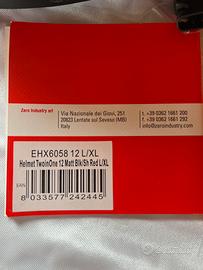 Zero Industry srl
Via Nazionale dei Giovi, 251
20823 Lentate sul Seveso (MB)
Italy
t. +39 0362 1661 200
f. +39 0362 1661 292
info@zeroindustry.com
EHX6058 12 L/XL
Helmet TwoinOne 12 Matt Blk/Sh Red L/XL
EAN
8 033577 242445
subito